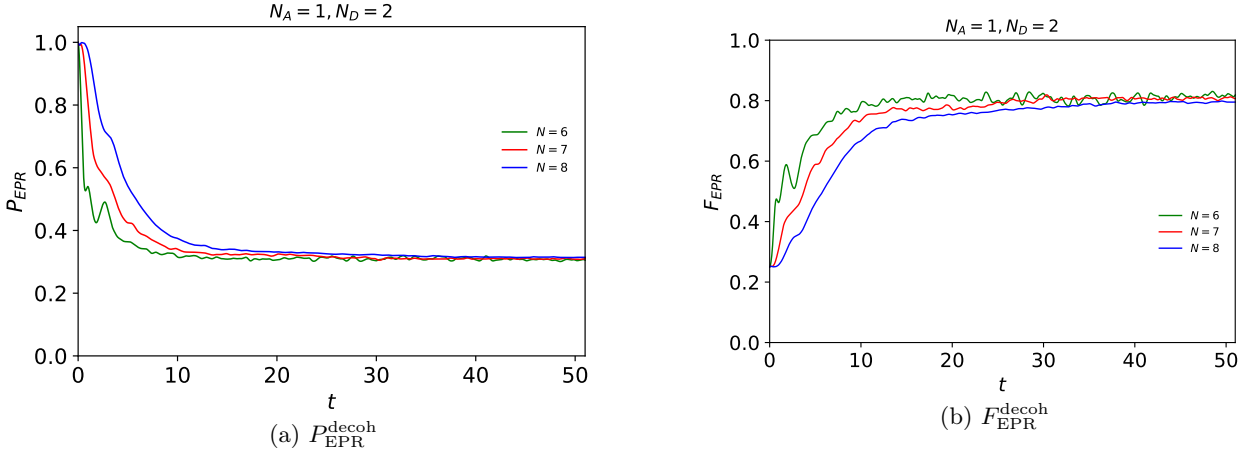 N_A = 1, N_D = 2
P_EPR
1.0
0.8
0.6
0.4
0.2
0.0
N = 6
N = 7
N = 8
0 10 20 30 40 50
t
(a) P_EPR^decoh
N_A = 1, N_D = 2
F_EPR
1.0
0.8
0.6
0.4
0.2
0.0
N = 6
N = 7
N = 8
0 10 20 30 40 50
t
(b) F_EPR^decoh